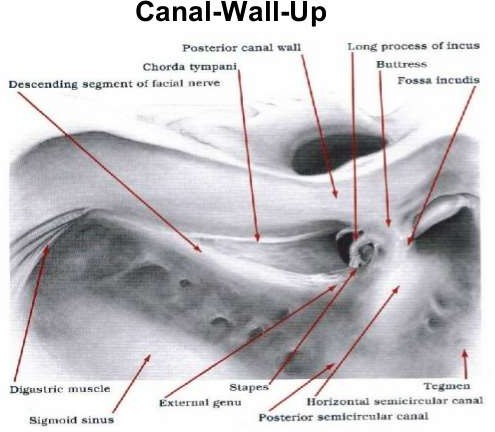 Canal-Wall-Up
Posterior canal wall
Long process of incus
Chorda tympani
Buttress
Descending segment of facial nerve
Fossa incudis
Digastric muscle
Stapes
Tegmen
External genu
Horizontal semicircular canal
Sigmoid sinus
Posterior semicircular canal